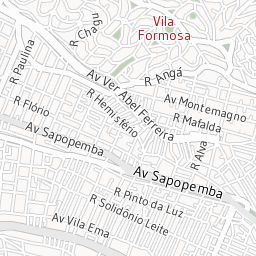 Vila
Formosa
R Chang
R Paulina
R Angá
Av Montemagno
Av Ver Abel Ferreira
R Hemisfério
R Mafalda
R Flório
Av Sapopemba
R Alva
Av Sapopemba
R Pinto da Luz
R Solidônio Leite
Av Vila Ema